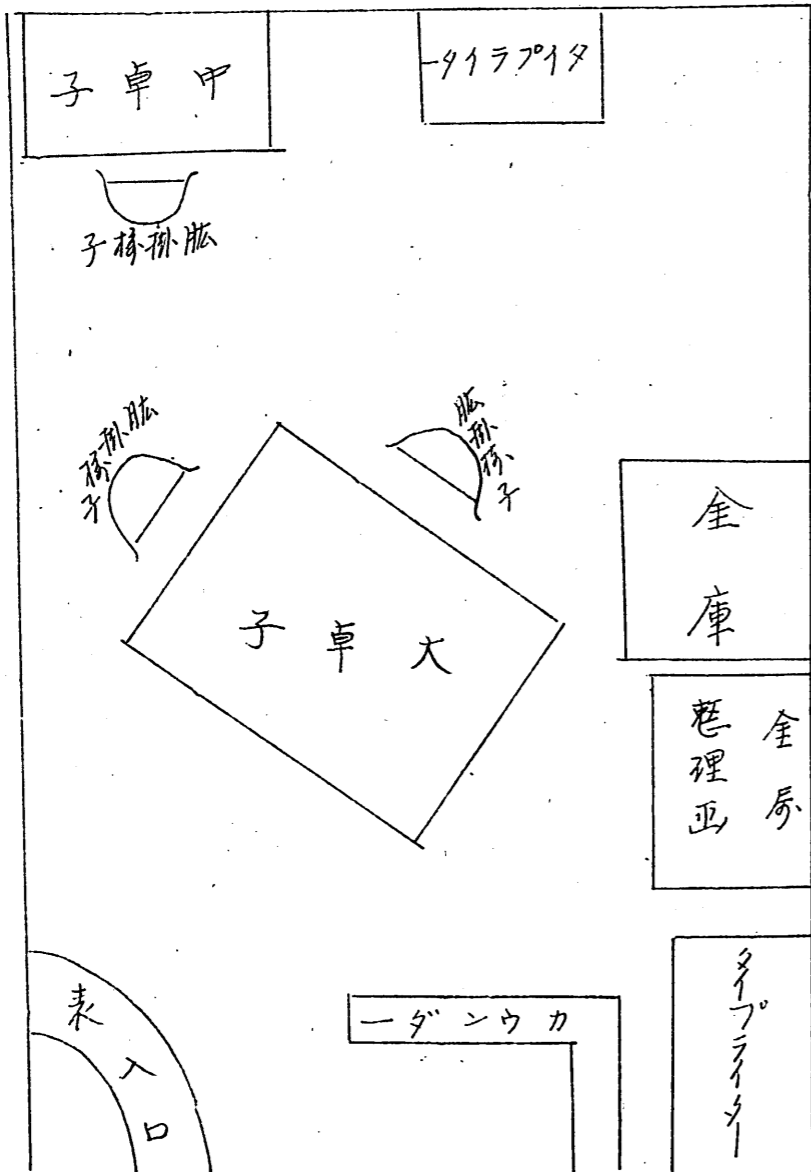 中卓子
タイプライター
肱掛椅子
肱掛椅子
肱掛椅子
大卓子
金庫
金属
整理函
タイプライター
カウンダー
表入口